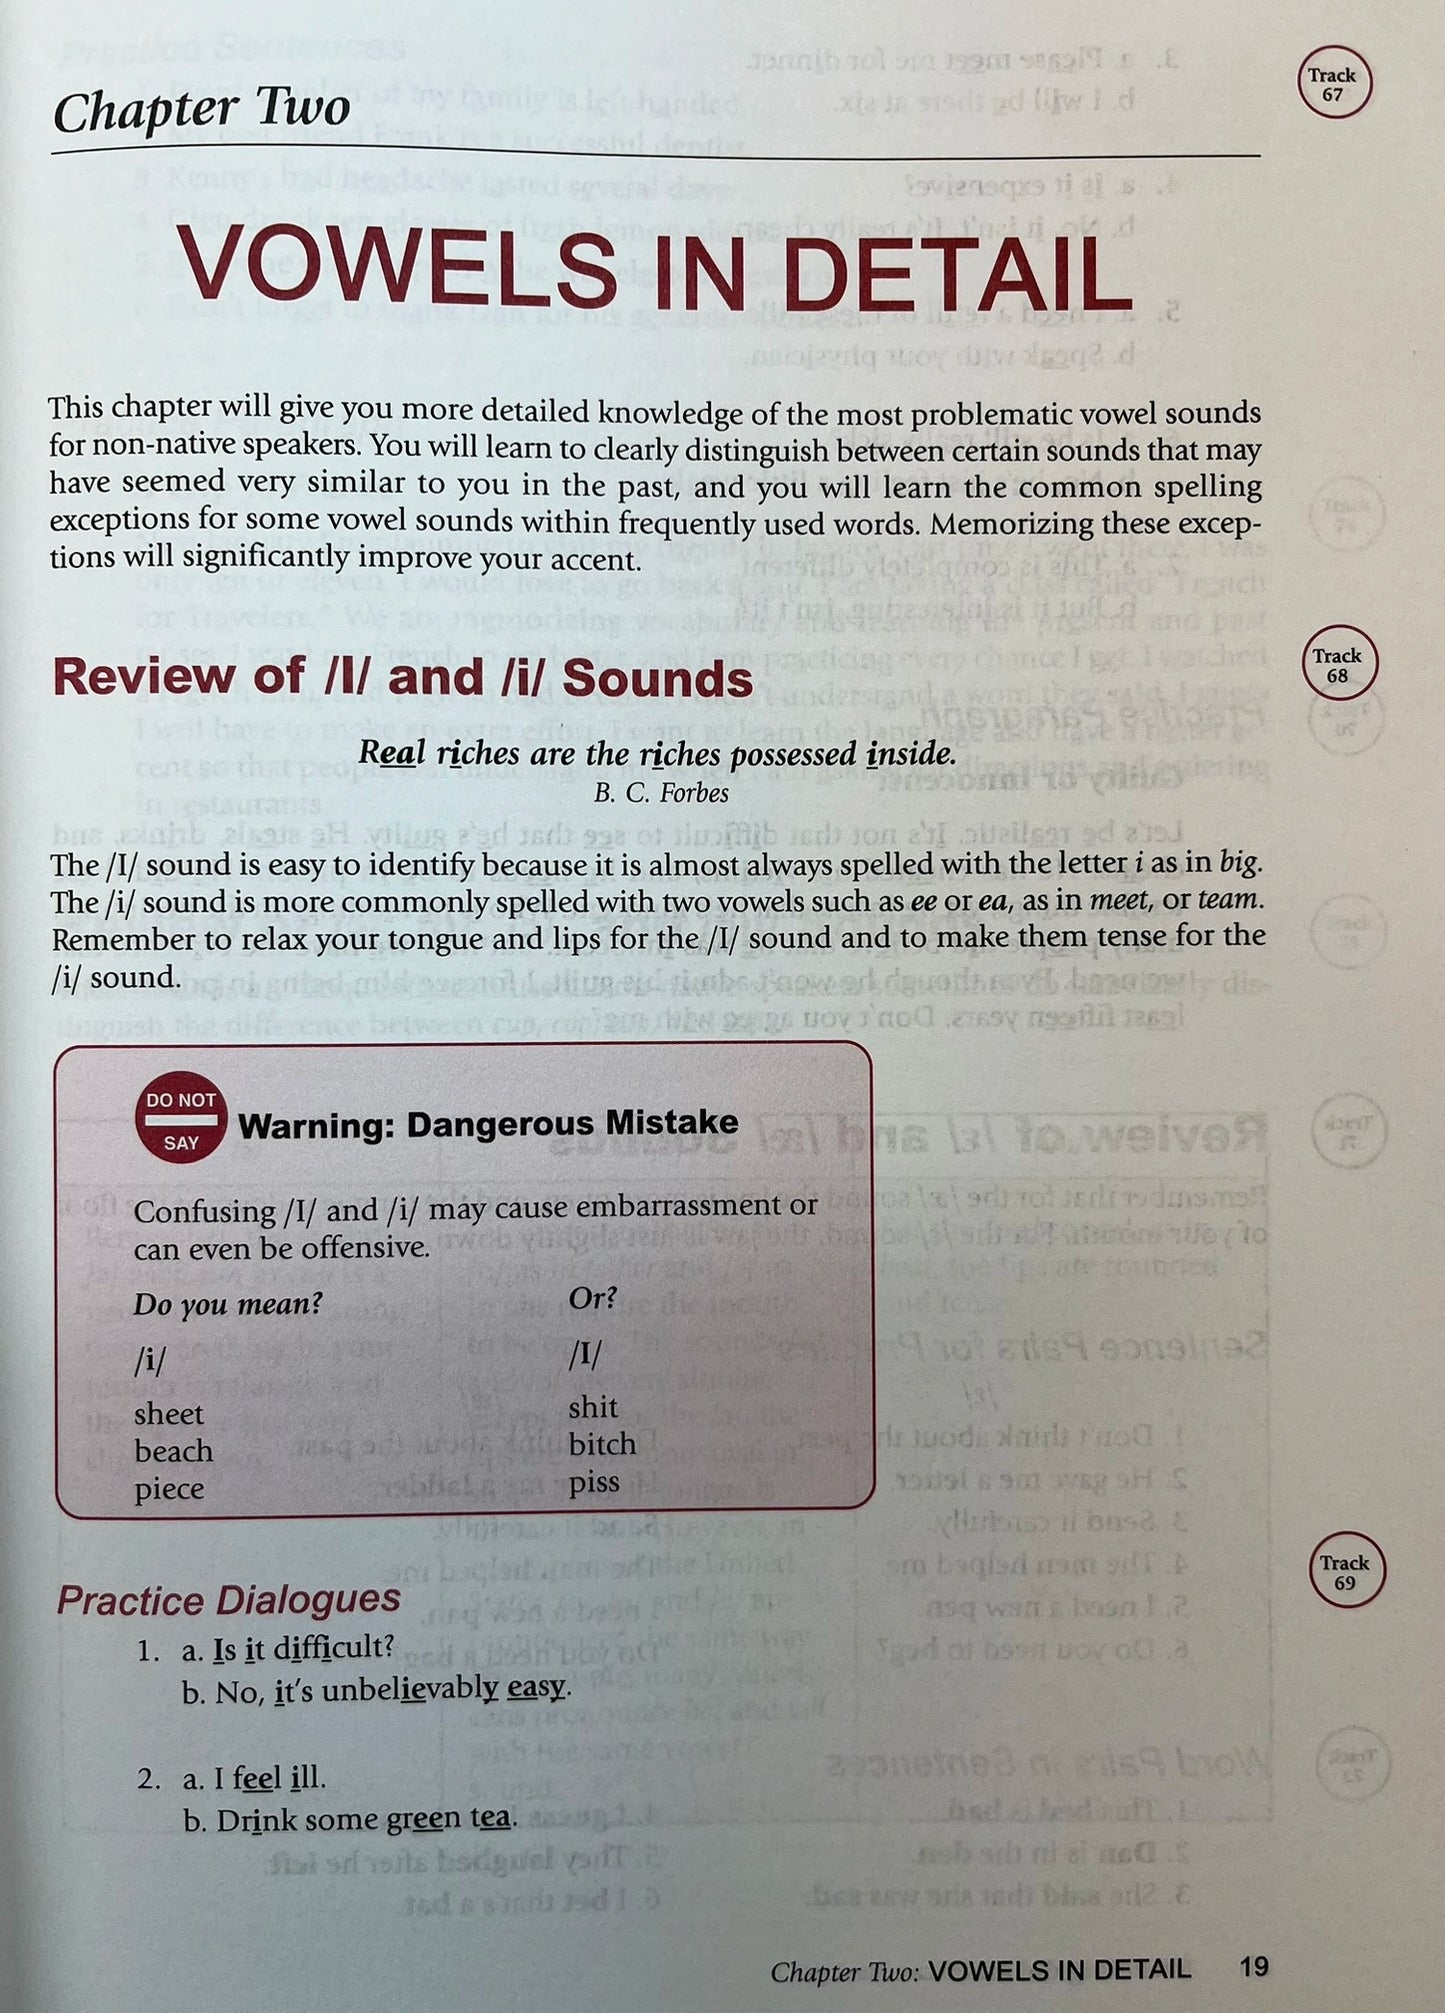 Chapter Two
Track
67
VOWELS IN DETAIL
This chapter will give you more detailed knowledge of the most problematic vowel sounds
for non-native speakers. You will learn to clearly distinguish between certain sounds that may
have seemed very similar to you in the past, and you will learn the common spelling
exceptions for some vowel sounds within frequently used words. Memorizing these excep-
tions will significantly improve your accent.
Review of /I/ and /i/ Sounds
Track
68
Real riches are the riches possessed inside.
B. C. Forbes
The /I/ sound is easy to identify because it is almost always spelled with the letter i as in big.
The /i/ sound is more commonly spelled with two vowels such as ee or ea, as in meet, or team.
Remember to relax your tongue and lips for the /I/ sound and to make them tense for the
/i/ sound.
DO NOT
SAY
Warning: Dangerous Mistake
Confusing /I/ and /i/ may cause embarrassment or
can even be offensive.
Do you mean? Or?
/i/ /I/
sheet shit
beach bitch
piece piss
Practice Dialogues
Track
69
1. a. Is it difficult?
b. No, it's unbelievably easy.
2. a. I feel ill.
b. Drink some green tea.
Chapter Two: VOWELS IN DETAIL 19